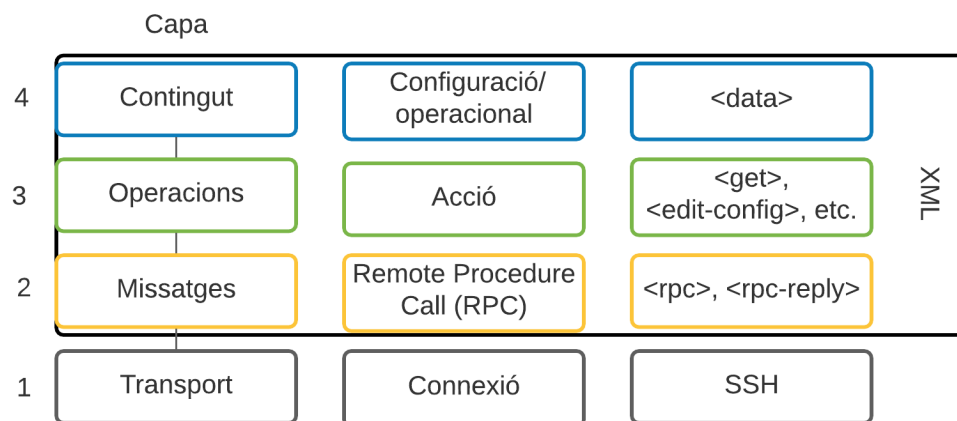 Capa
4
Contingut
Configuració/
operacional
<data>
3
Operacions
Acció
<get>,
<edit-config>, etc.
2
Missatges
Remote Procedure
Call (RPC)
<rpc>, <rpc-reply>
XML
1
Transport
Connexió
SSH